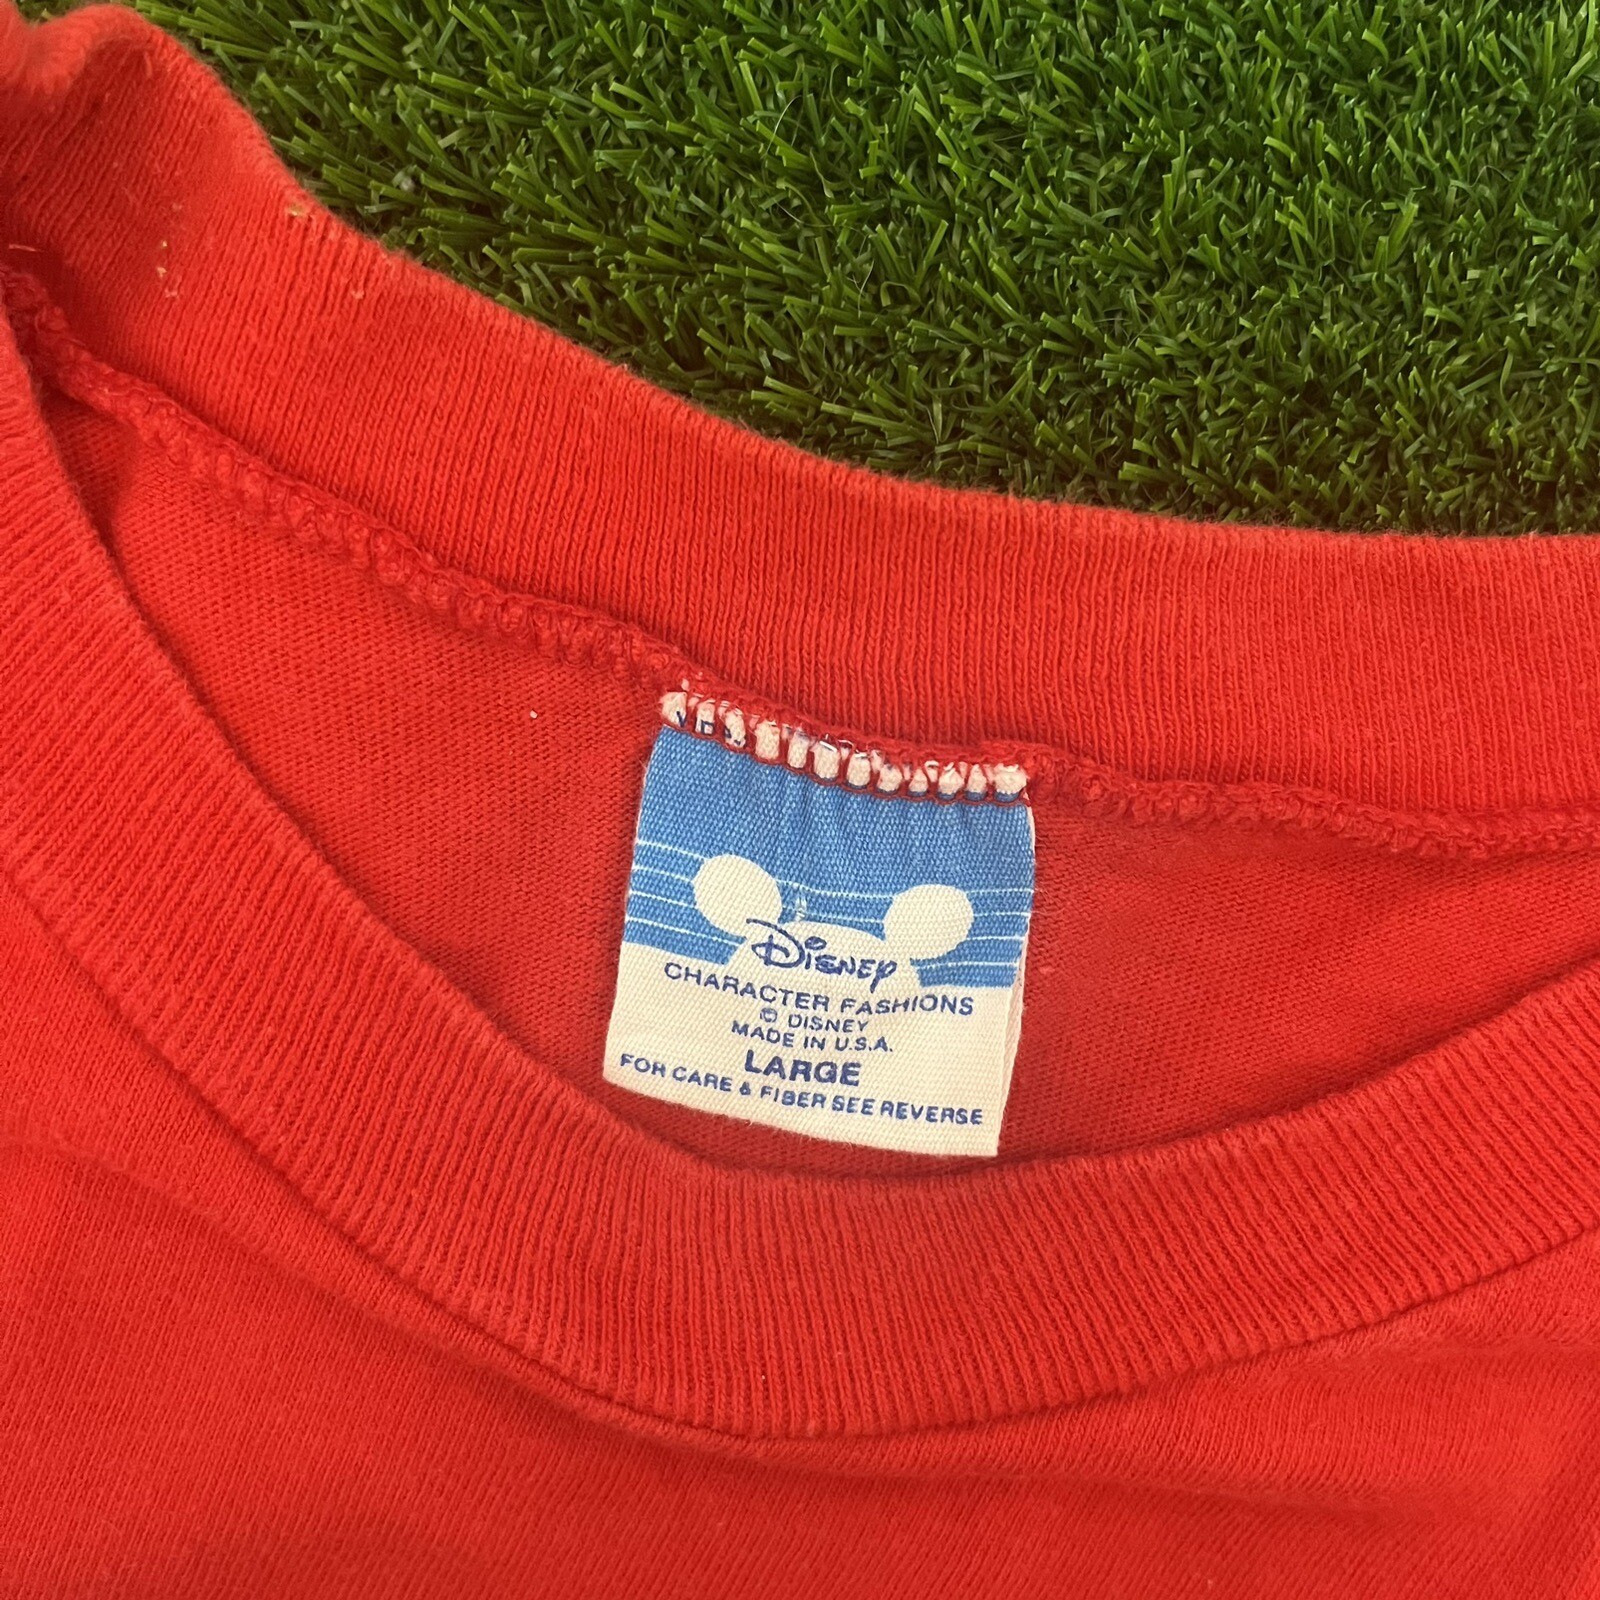 Disney
CHARACTER FASHIONS
© DISNEY
MADE IN U.S.A.
LARGE
FOR CARE & FIBER SEE REVERSE